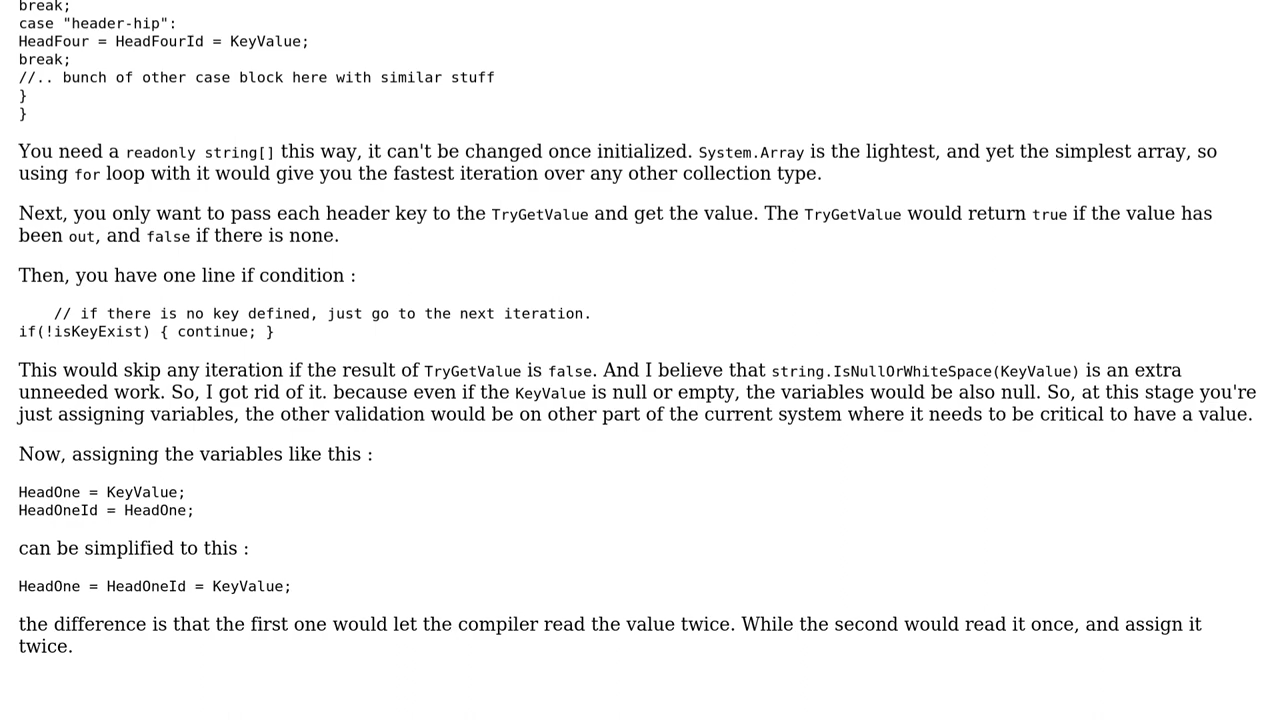 break;
case "header-hip":
HeadFour = HeadFourId = KeyValue;
break;
//.. bunch of other case block here with similar stuff
}
}
You need a readonly string[] this way, it can't be changed once initialized. System.Array is the lightest, and yet the simplest array, so
using for loop with it would give you the fastest iteration over any other collection type.
Next, you only want to pass each header key to the TryGetValue and get the value. The TryGetValue would return true if the value has
been out, and false if there is none.
Then, you have one line if condition :
// if there is no key defined, just go to the next iteration.
if(!isKeyExist) { continue; }
This would skip any iteration if the result of TryGetValue is false. And I believe that string.IsNullOrWhiteSpace(KeyValue) is an extra
unneeded work. So, I got rid of it. because even if the KeyValue is null or empty, the variables would be also null. So, at this stage you're
just assigning variables, the other validation would be on other part of the current system where it needs to be critical to have a value.
Now, assigning the variables like this :
HeadOne = KeyValue;
HeadOneId = HeadOne;
can be simplified to this :
HeadOne = HeadOneId = KeyValue;
the difference is that the first one would let the compiler read the value twice. While the second would read it once, and assign it
twice.